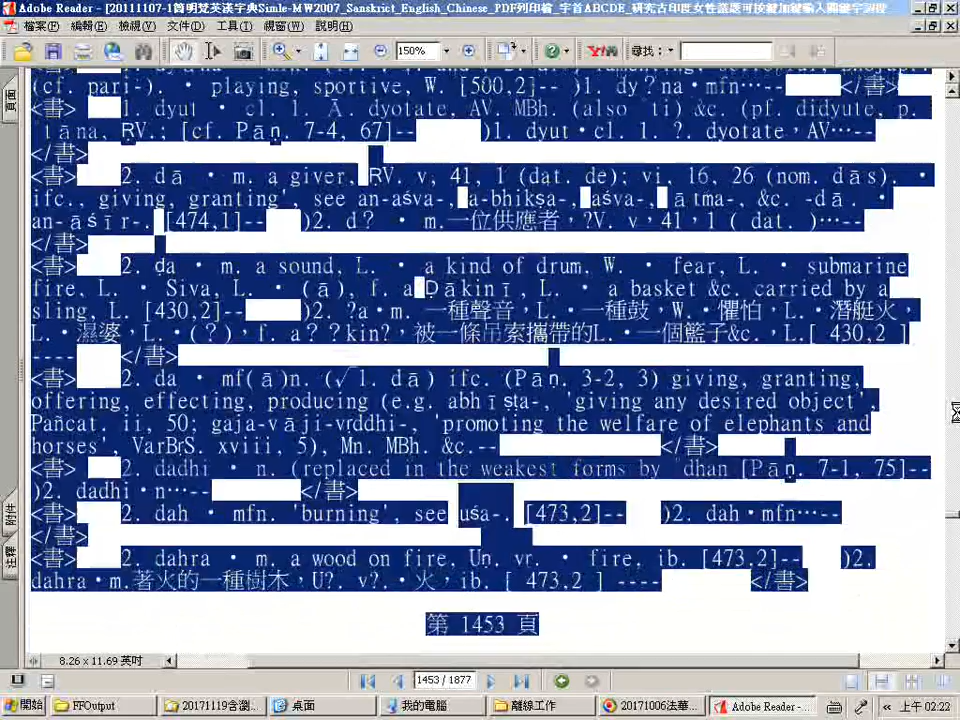 Adobe Reader - [20111107-1簡明梵英漢字典Simle-MW2007_Sanskrict_English_Chinese_PDF列印檔_字首ABCDE_研究古印度女性議題可按鍵加鍵輸入關鍵字詞搜
檔案(F) 編輯(E) 檢視(V) 文件(D) 工具(T) 視窗(W) 說明(H)
150% 尋找：
頁面
(cf. pari-). • playing, sportive, W. [500,2]-- )1. dy？na•mfn…-- </書>
<書> 1. dyut • cl. 1. Ā. dyotate, AV. MBh. (also ˚ti) &c. (pf. didyute, p.
˚tāna, ṚV.; [cf. Pāṇ. 7-4, 67]-- )1. dyut•cl. 1. ?. dyotate，AV…--
</書>
<書> 2. dā • m. a giver, ṚV. v, 41, 1 (dat. de); vi, 16, 26 (nom. dās). •
ifc., giving, granting', see an-aśva-, a-bhikṣa-, aśva-, ātma-, &c. -dā. •
an-āśīr-. [474,1]-- )2. d? • m.一位供應者，?V. v，41，1 ( dat. )…--
</書>
<書> 2. ḍa • m. a sound, L. • a kind of drum. W. • fear, L. • submarine
fire, L. • Siva, L. • (ā), f. a Ḍākinī, L. • a basket &c. carried by a
sling, L. [430,2]-- )2. ?a•m. 一種聲音，L.•一種鼓，W.•懼怕，L.•潛艇火，
L.•濕婆，L.•(？)，f. a？？kin?，被一條吊索攜帶的L.•一個籃子&c.，L.[ 430,2 ]
---- </書>
<書> 2. da • mf(ā)n. (√1. dā) ifc. (Pāṇ. 3-2, 3) giving, granting,
offering, effecting, producing (e.g. abhīṣṭa-, 'giving any desired object',
Pañcat. ii, 50; gaja-vāji-vṛddhi-, 'promoting the welfare of elephants and
horses', VarBrS. xviii, 5), Mn. MBh. &c.-- </書>
<書> 2. dadhi • n. (replaced in the weakest forms by ˚dhan [Pāṇ. 7-1, 75]--
)2. dadhi•n…-- </書>
<書> 2. dah • mfn. 'burning', see uśa-. [473,2]-- )2. dah•mfn…--
</書>
<書> 2. dahra • m. a wood on fire, Uṇ. vṛ. • fire, ib. [473,2]-- )2.
dahra•m.著火的一種樹木，U?. v?.•火，ib. [ 473,2 ] ---- </書>
第 1453 頁
附件
注釋
8.26 x 11.69 英吋
1453 / 1877
開始 FFOutput 20171119含瀏... 桌面 我的電腦 離線工作 20171006法華... Adobe Reader - ... 上午 02:22